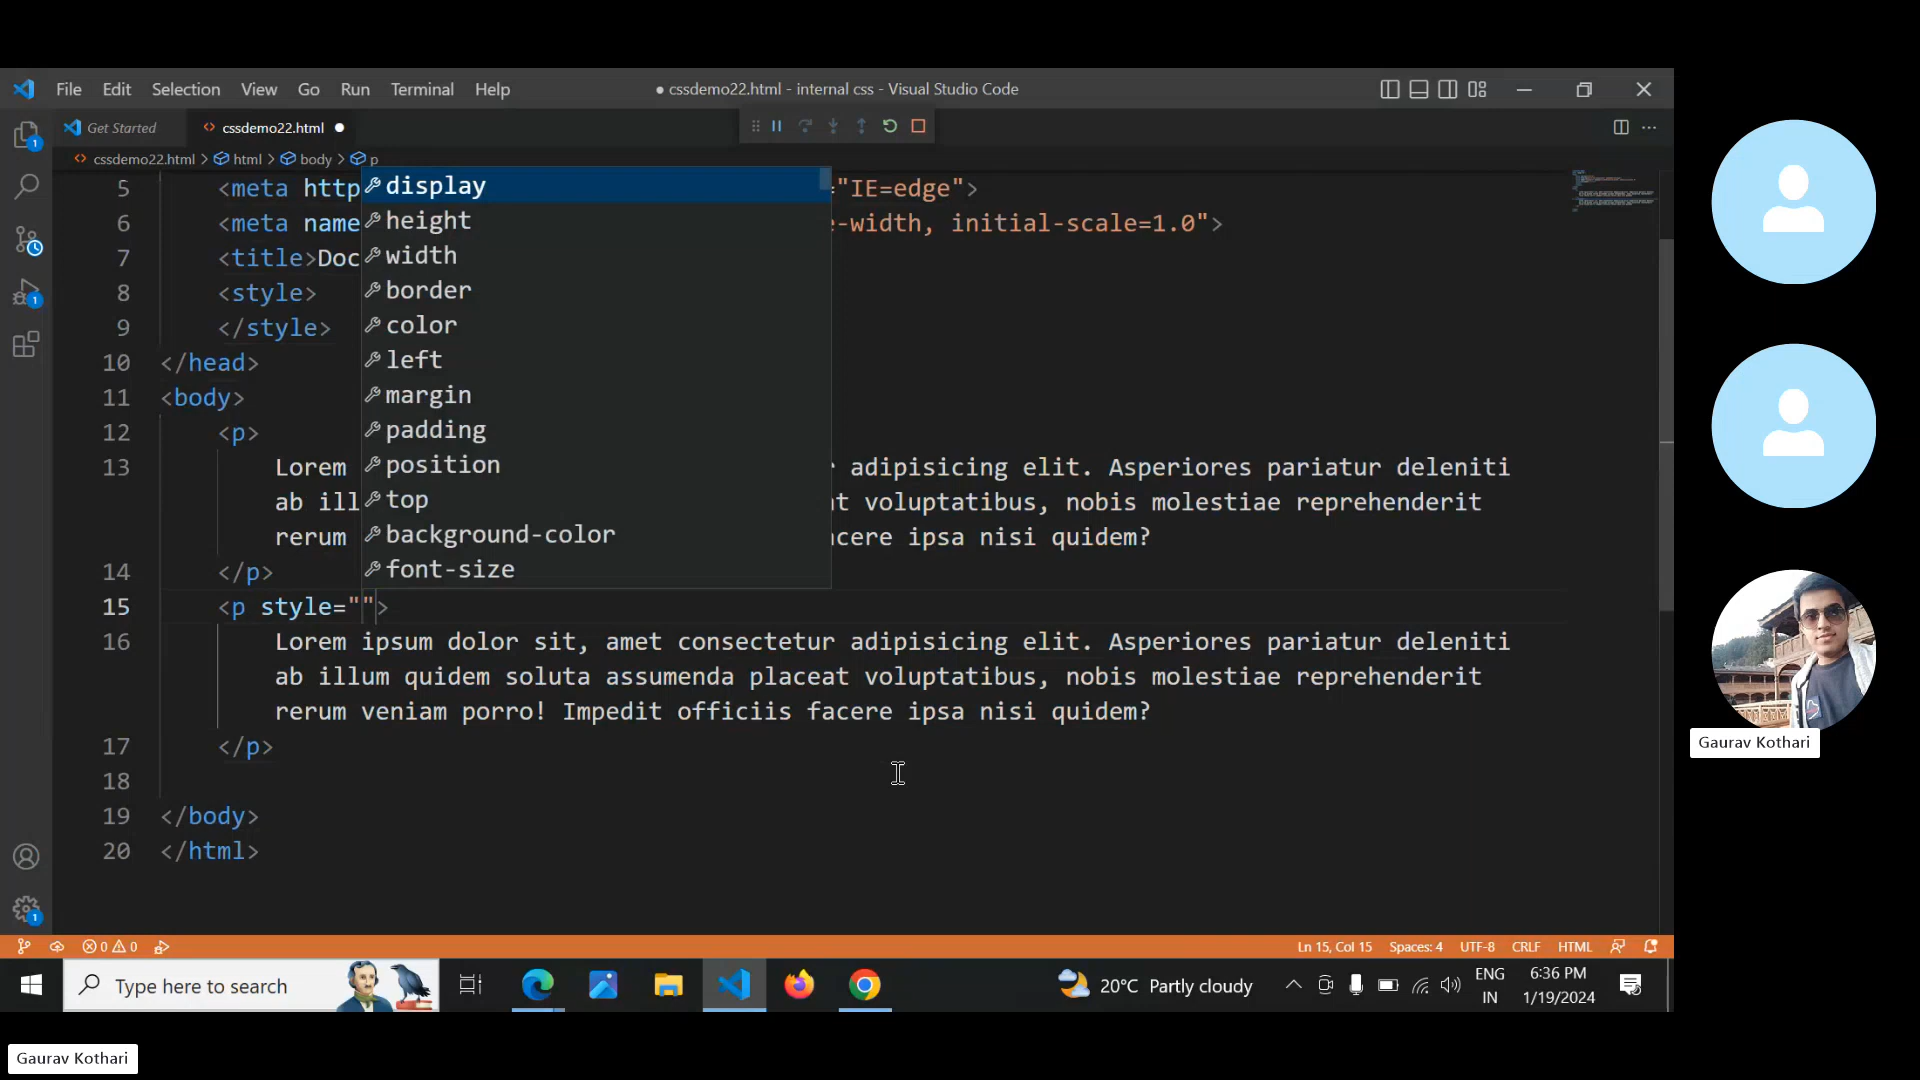 File Edit Selection View Go Run Terminal Help
● cssdemo22.html - internal css - Visual Studio Code
Get Started
cssdemo22.html ●
cssdemo22.html > html > body > p
5 <meta http
="IE=edge">
6 <meta name
e-width, initial-scale=1.0">
7 <title>Doc
8 <style>
9 </style>
10 </head>
11 <body>
12 <p>
13 Lorem
adipisicing elit. Asperiores pariatur deleniti
ab ill
at voluptatibus, nobis molestiae reprehenderit
rerum
acere ipsa nisi quidem?
14 </p>
display
height
width
border
color
left
margin
padding
position
top
background-color
font-size
15 <p style="">
16 Lorem ipsum dolor sit, amet consectetur adipisicing elit. Asperiores pariatur deleniti
ab illum quidem soluta assumenda placeat voluptatibus, nobis molestiae reprehenderit
rerum veniam porro! Impedit officiis facere ipsa nisi quidem?
17 </p>
18
19 </body>
20 </html>
1
1
1
0 0
Ln 15, Col 15 Spaces: 4 UTF-8 CRLF HTML
Type here to search
20°C Partly cloudy
ENG
IN
6:36 PM
1/19/2024
Gaurav Kothari
Gaurav Kothari